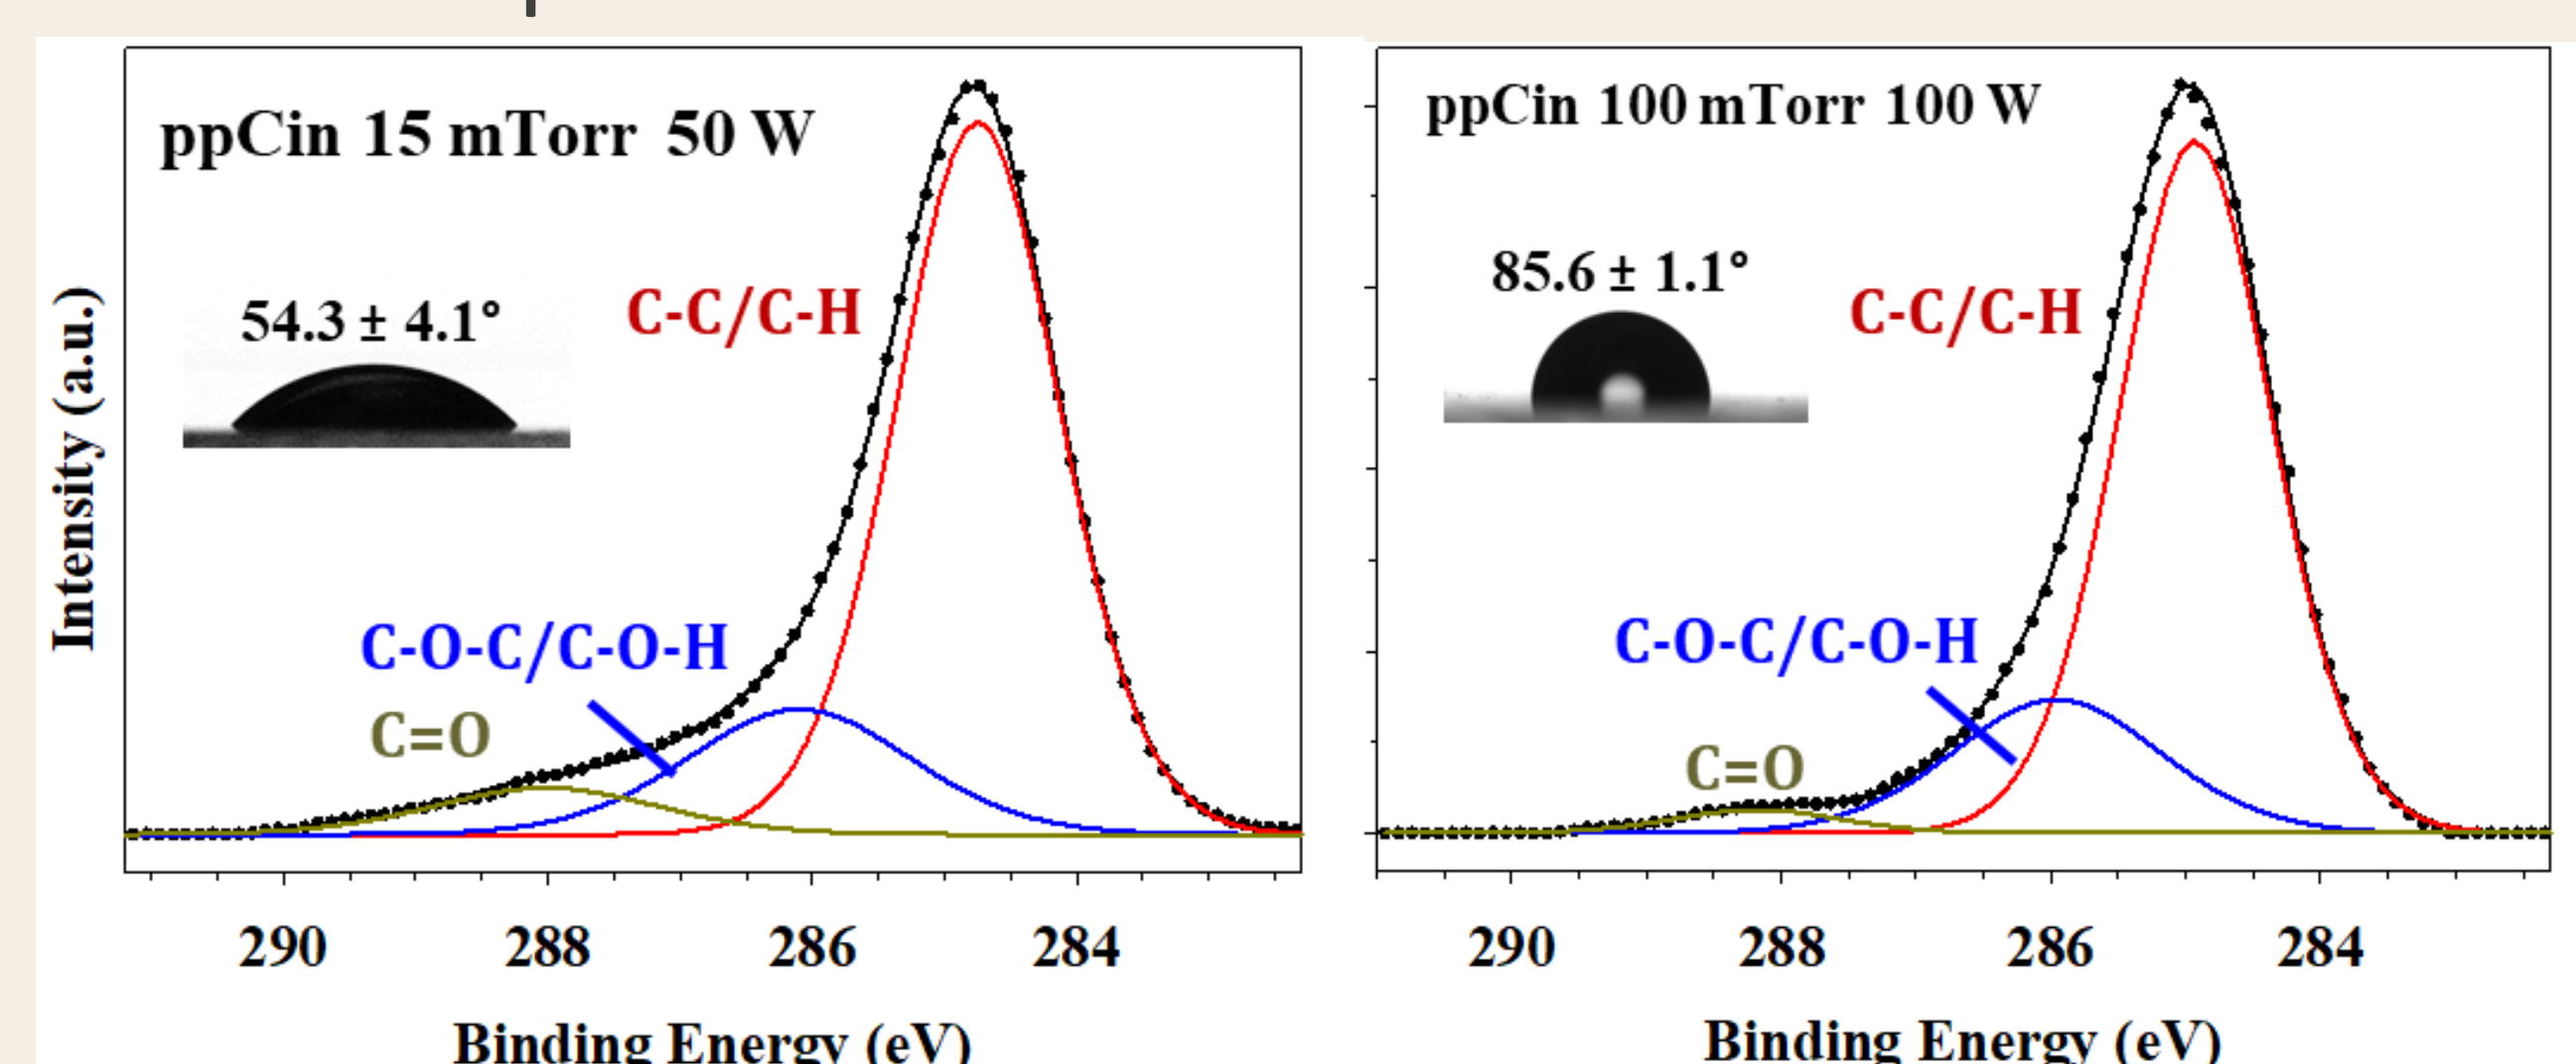 ppCin 15 mTorr 50 W
54.3 ± 4.1°
C-C/C-H
C-O-C/C-O-H
C=O
Intensity (a.u.)
290 288 286 284
Binding Energy (eV)
ppCin 100 mTorr 100 W
85.6 ± 1.1°
C-C/C-H
C-O-C/C-O-H
C=O
290 288 286 284
Binding Energy (eV)